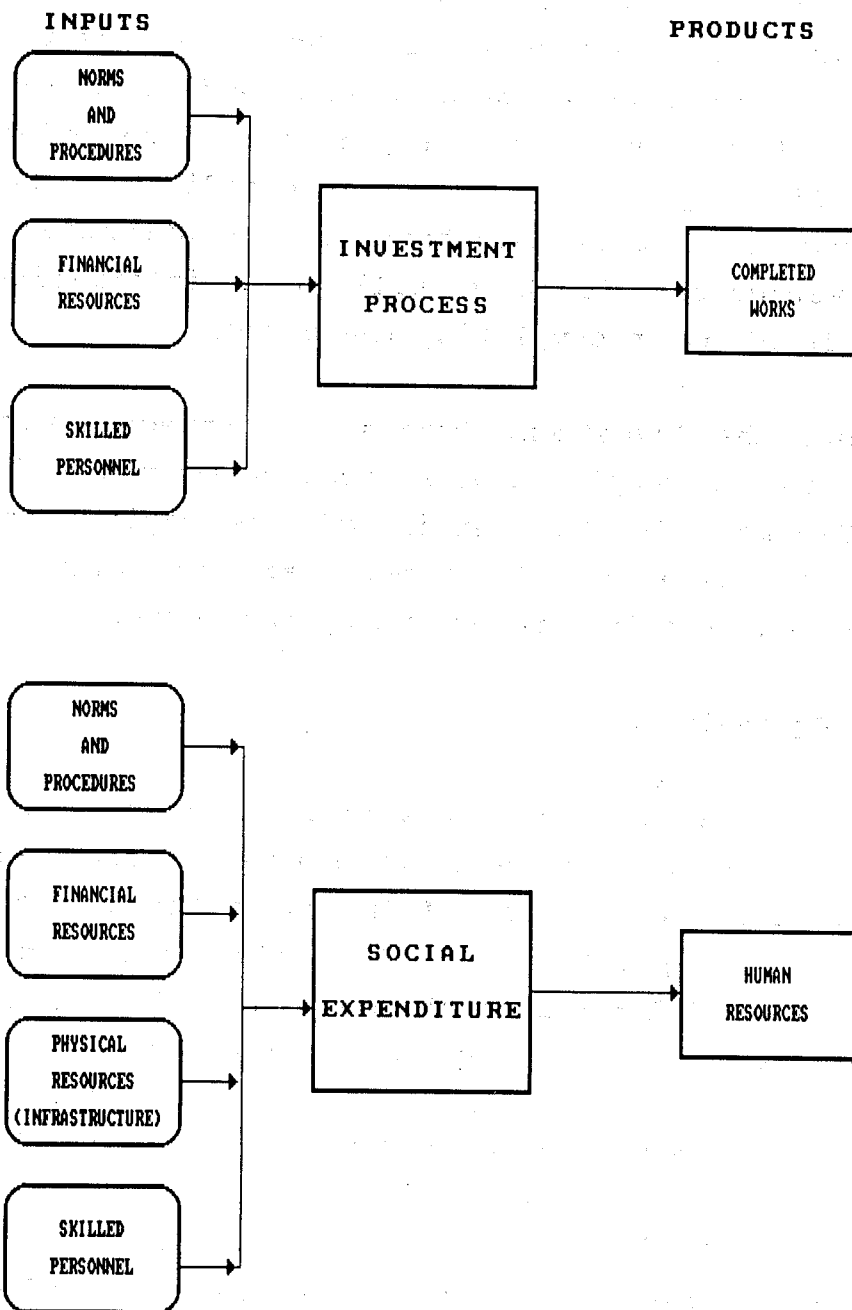 INPUTS
PRODUCTS
NORMS
AND
PROCEDURES
FINANCIAL
RESOURCES
SKILLED
PERSONNEL
INVESTMENT
PROCESS
COMPLETED
WORKS
NORMS
AND
PROCEDURES
FINANCIAL
RESOURCES
PHYSICAL
RESOURCES
(INFRASTRUCTURE)
SKILLED
PERSONNEL
SOCIAL
EXPENDITURE
HUMAN
RESOURCES